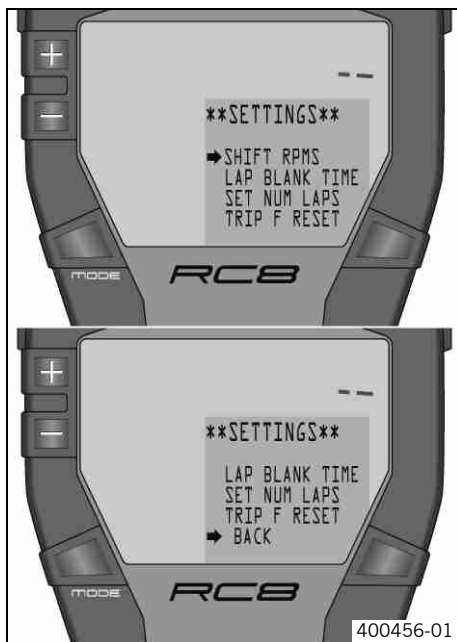 +
--
−
**SETTINGS**
➡SHIFT RPMS
LAP BLANK TIME
SET NUM LAPS
TRIP F RESET
MODE
RC8
+
--
−
**SETTINGS**
LAP BLANK TIME
SET NUM LAPS
TRIP F RESET
➡ BACK
MODE
RC8
400456-01